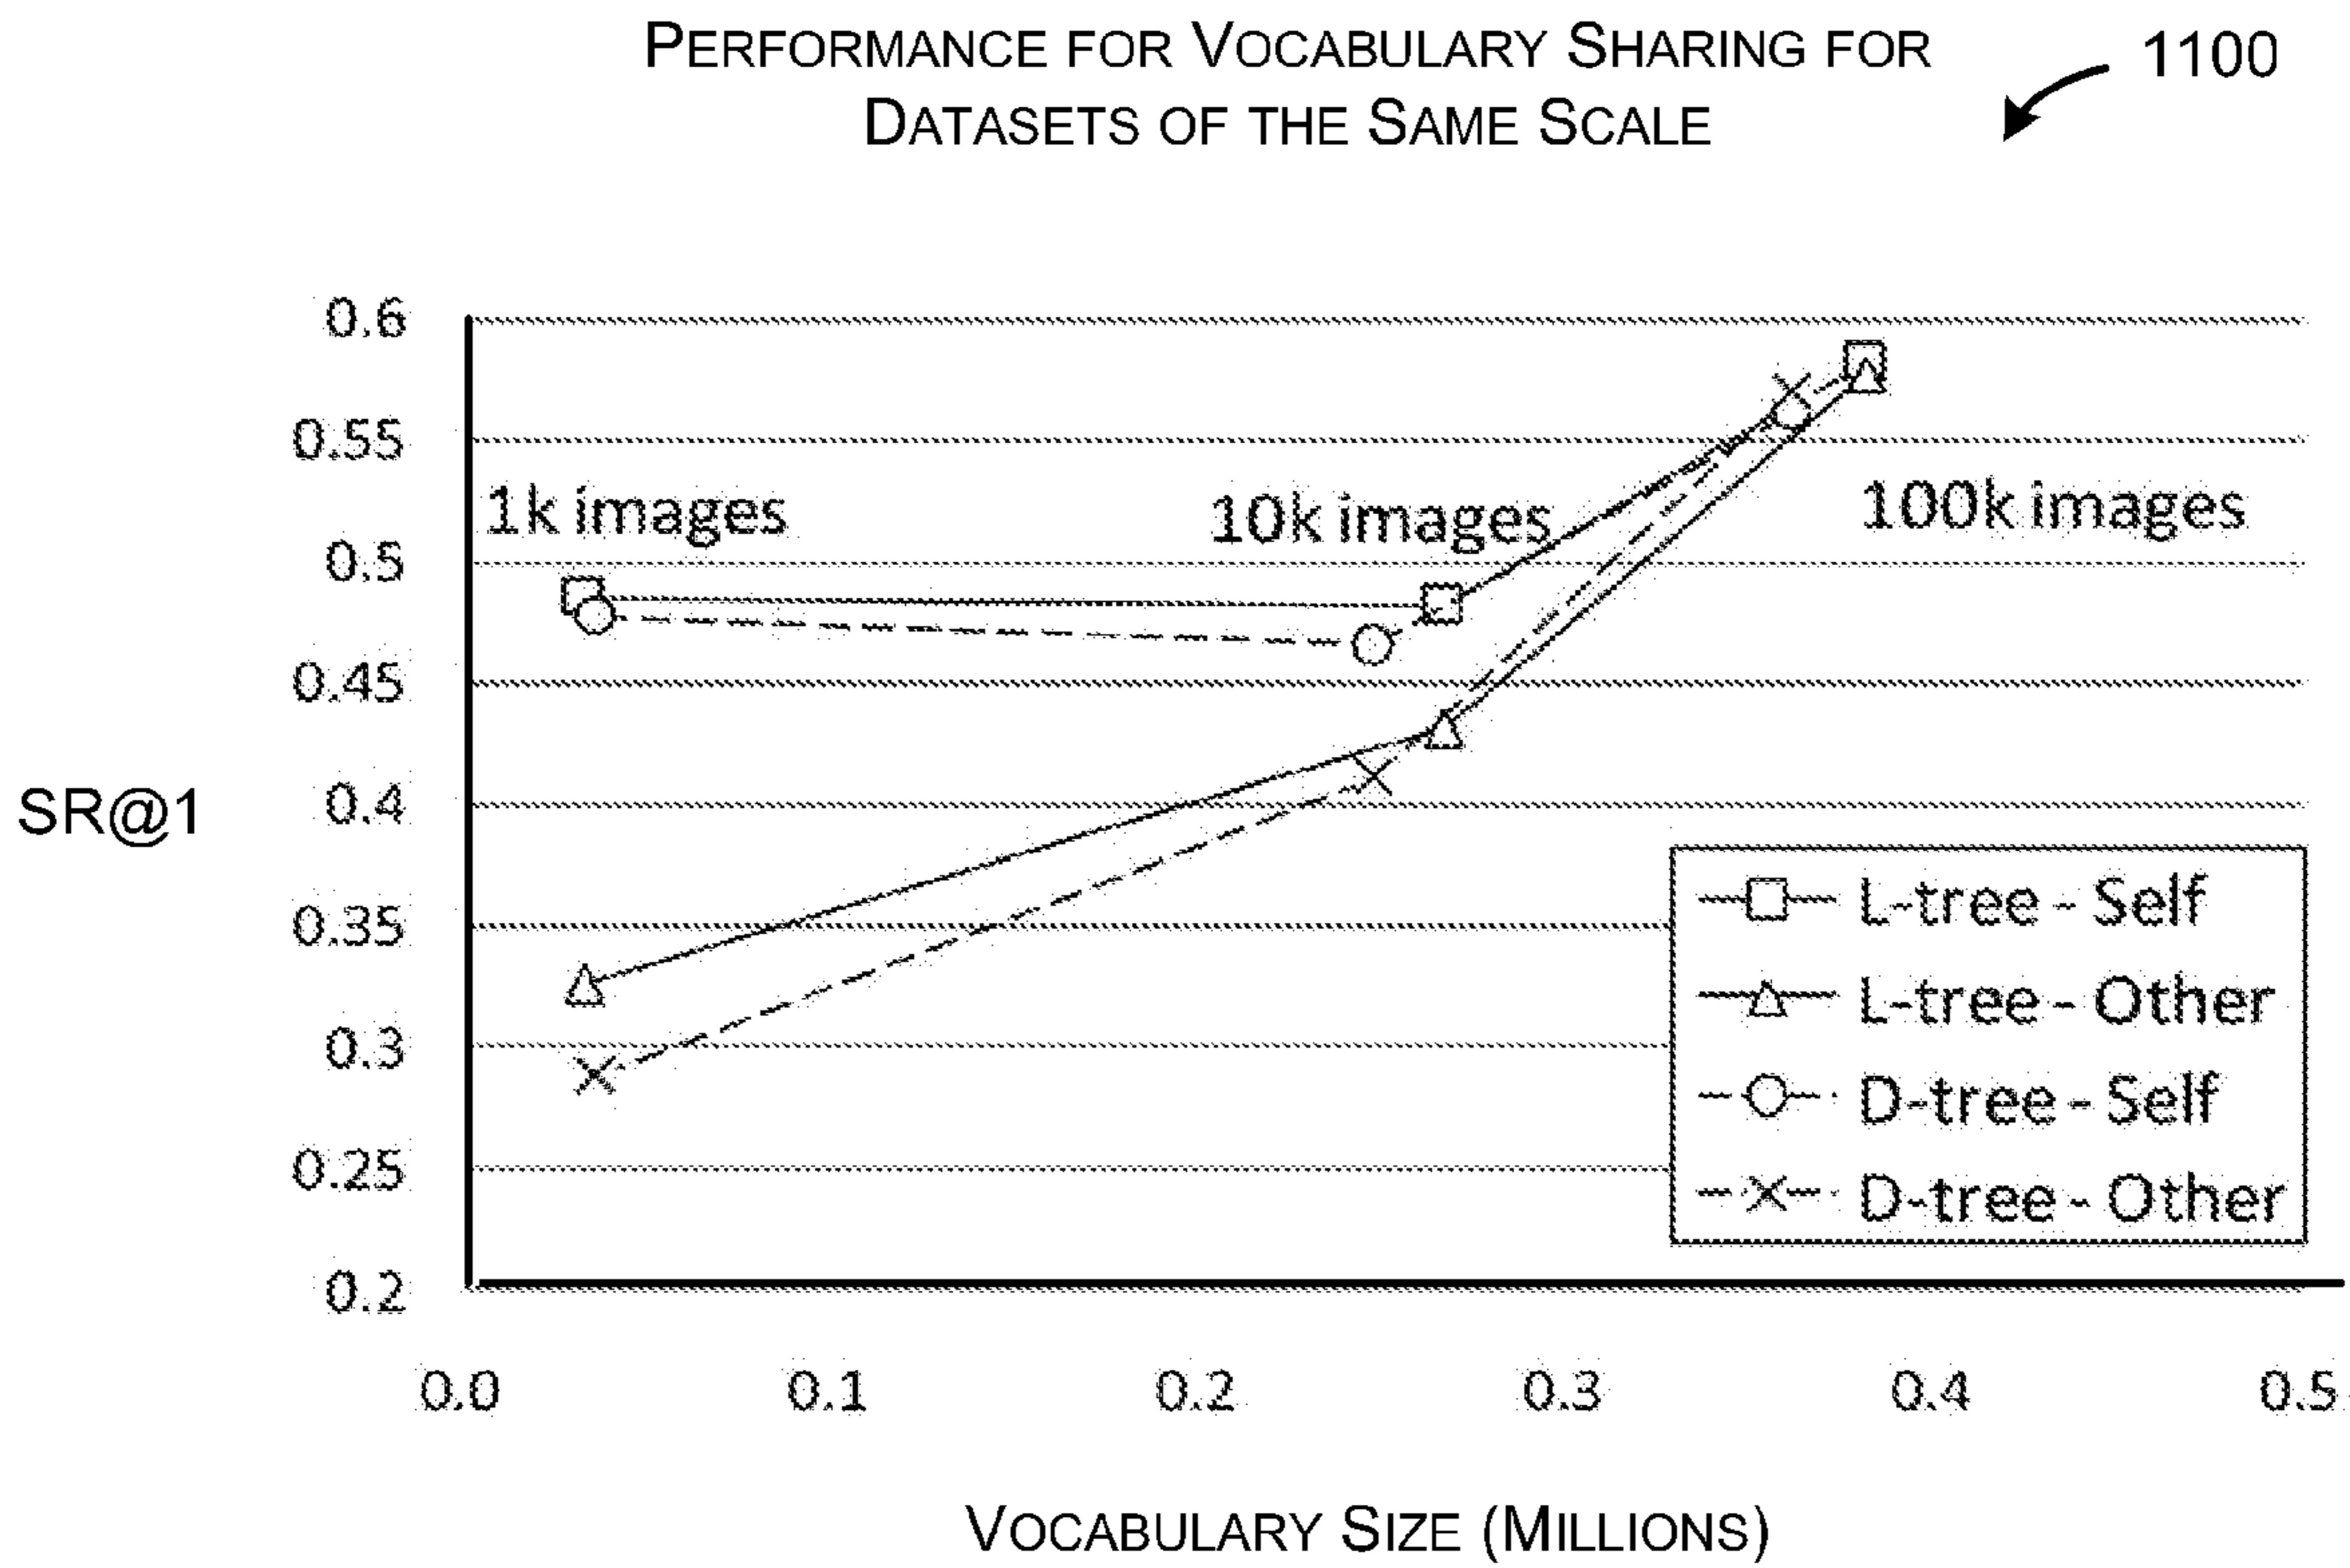 PERFORMANCE FOR VOCABULARY SHARING FOR
DATASETS OF THE SAME SCALE
1100
0.6
0.55
0.5
0.45
0.4
0.35
0.3
0.25
0.2
SR@1
1k images
10k images
100k images
L-tree - Self
L-tree - Other
D-tree - Self
D-tree - Other
0.0 0.1 0.2 0.3 0.4 0.5
VOCABULARY SIZE (MILLIONS)